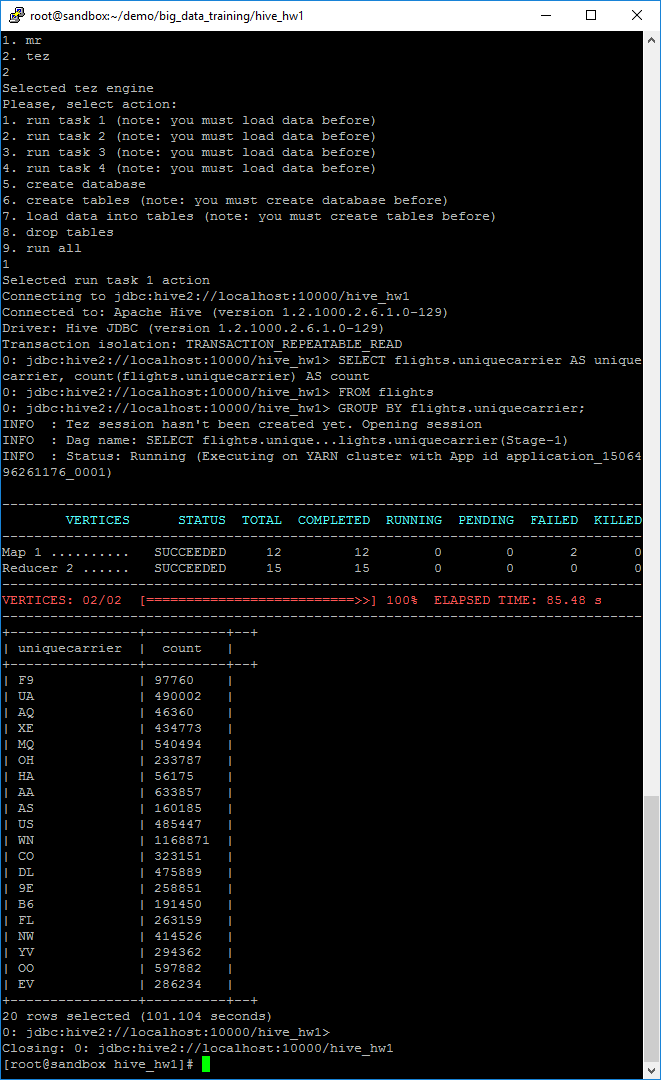 root@sandbox:~/demo/big_data_training/hive_hw1
1. mr
2. tez
2
Selected tez engine
Please, select action:
1. run task 1 (note: you must load data before)
2. run task 2 (note: you must load data before)
3. run task 3 (note: you must load data before)
4. run task 4 (note: you must load data before)
5. create database
6. create tables (note: you must create database before)
7. load data into tables (note: you must create tables before)
8. drop tables
9. run all
1
Selected run task 1 action
Connecting to jdbc:hive2://localhost:10000/hive_hw1
Connected to: Apache Hive (version 1.2.1000.2.6.1.0-129)
Driver: Hive JDBC (version 1.2.1000.2.6.1.0-129)
Transaction isolation: TRANSACTION_REPEATABLE_READ
0: jdbc:hive2://localhost:10000/hive_hw1> SELECT flights.uniquecarrier AS unique
carrier, count(flights.uniquecarrier) AS count
0: jdbc:hive2://localhost:10000/hive_hw1> FROM flights
0: jdbc:hive2://localhost:10000/hive_hw1> GROUP BY flights.uniquecarrier;
INFO  : Tez session hasn't been created yet. Opening session
INFO  : Dag name: SELECT flights.unique...lights.uniquecarrier(Stage-1)
INFO  : Status: Running (Executing on YARN cluster with App id application_15064
96261176_0001)
--------------------------------------------------------------------------------
        VERTICES      STATUS  TOTAL  COMPLETED  RUNNING  PENDING  FAILED  KILLED
--------------------------------------------------------------------------------
Map 1 ..........   SUCCEEDED     12         12        0        0       2       0
Reducer 2 ......   SUCCEEDED     15         15        0        0       0       0
--------------------------------------------------------------------------------
VERTICES: 02/02  [==========================>>] 100%  ELAPSED TIME: 85.48 s
--------------------------------------------------------------------------------
+----------------+----------+--+
| uniquecarrier  |  count   |
+----------------+----------+--+
| F9             | 97760    |
| UA             | 490002   |
| AQ             | 46360    |
| XE             | 434773   |
| MQ             | 540494   |
| OH             | 233787   |
| HA             | 56175    |
| AA             | 633857   |
| AS             | 160185   |
| US             | 485447   |
| WN             | 1168871  |
| CO             | 323151   |
| DL             | 475889   |
| 9E             | 258851   |
| B6             | 191450   |
| FL             | 263159   |
| NW             | 414526   |
| YV             | 294362   |
| OO             | 597882   |
| EV             | 286234   |
+----------------+----------+--+
20 rows selected (101.104 seconds)
0: jdbc:hive2://localhost:10000/hive_hw1>
Closing: 0: jdbc:hive2://localhost:10000/hive_hw1
[root@sandbox hive_hw1]#